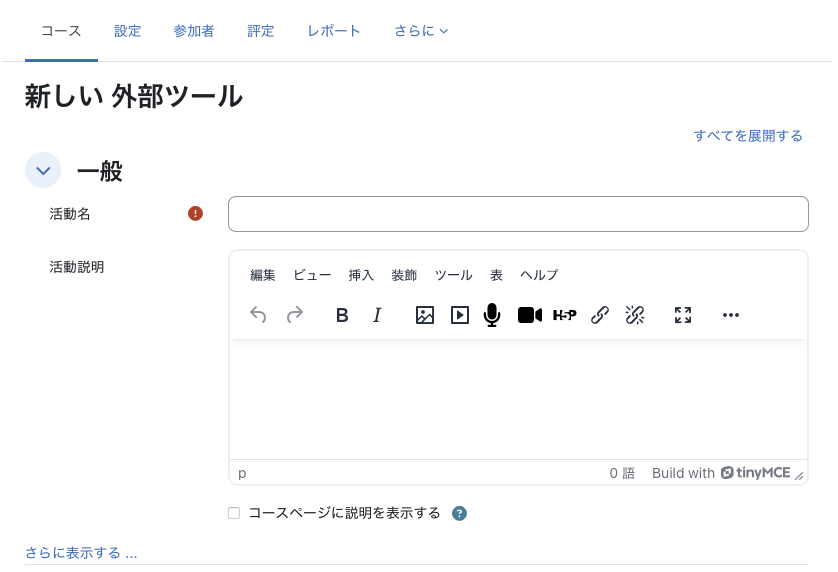 コース 設定 参加者 評定 レポート さらに
新しい 外部ツール
すべてを展開する
一般
活動名
活動説明
編集 ビュー 挿入 装飾 ツール 表 ヘルプ
B I H5P
p 0 語 Build with tinyMCE
コースページに説明を表示する ?
さらに表示する ...